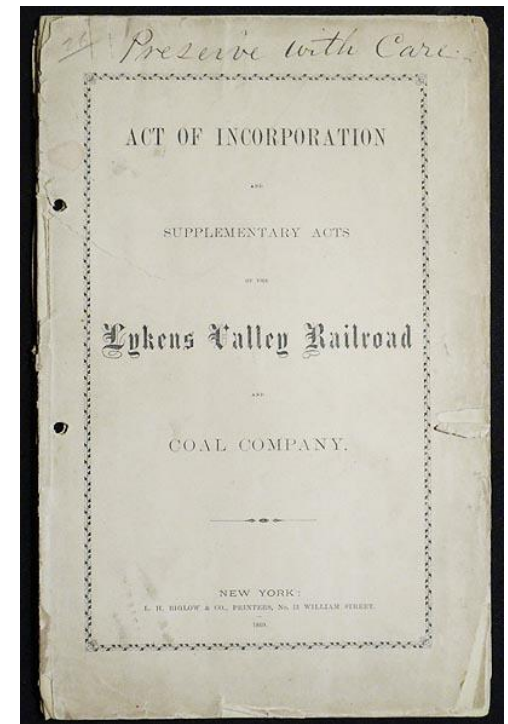 Preserve with Care.
ACT OF INCORPORATION
AND
SUPPLEMENTARY ACTS
OF THE
Lykens Valley Railroad
AND
COAL COMPANY.
NEW YORK:
L. H. BIGLOW & CO., PRINTERS, No. 13 WILLIAM STREET.